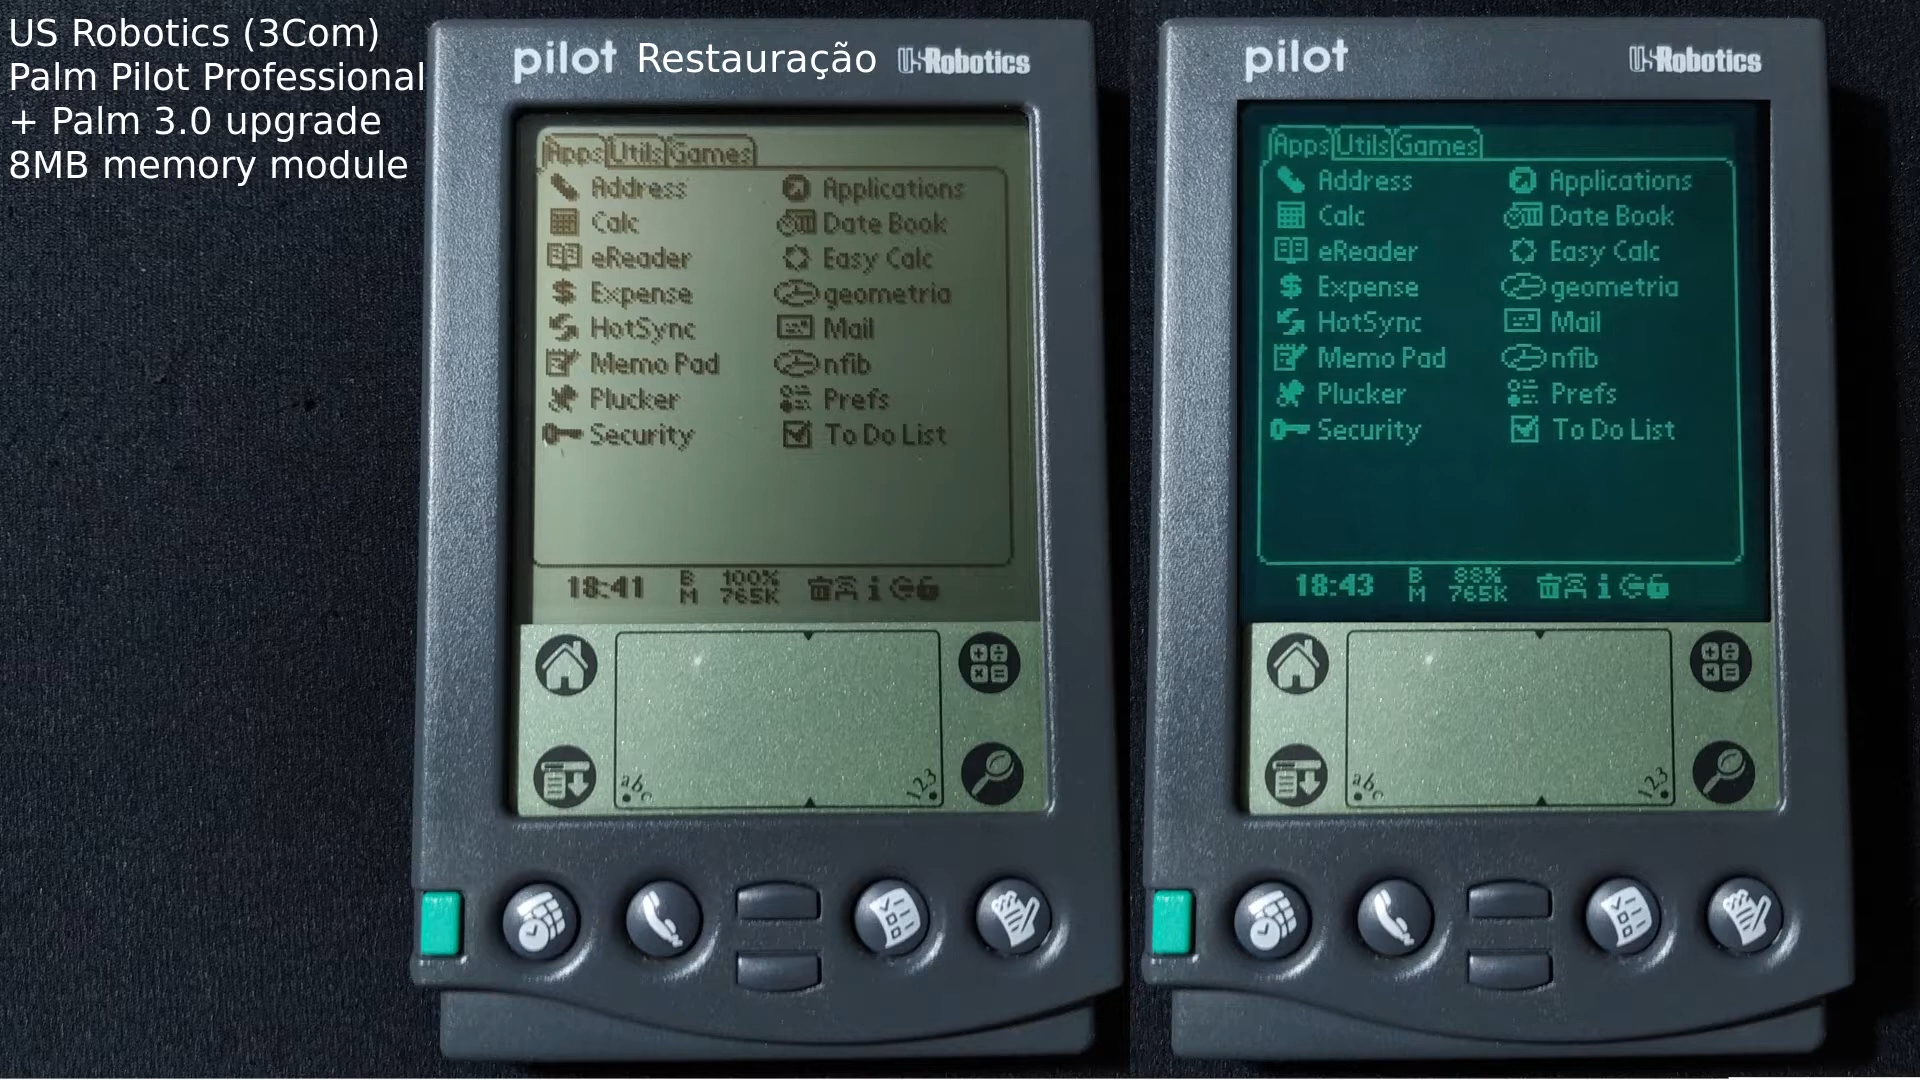 US Robotics (3Com)
Palm Pilot Professional
+ Palm 3.0 upgrade
8MB memory module
pilot Restauração US Robotics
Apps Utils Games
Address Applications
Calc Date Book
eReader Easy Calc
Expense geometria
HotSync Mail
Memo Pad nfib
Plucker Prefs
Security To Do List
18:41 B 100%
M 765K
abc 123
pilot US Robotics
Apps Utils Games
Address Applications
Calc Date Book
eReader Easy Calc
Expense geometria
HotSync Mail
Memo Pad nfib
Plucker Prefs
Security To Do List
18:43 B 88%
M 765K
abc 123